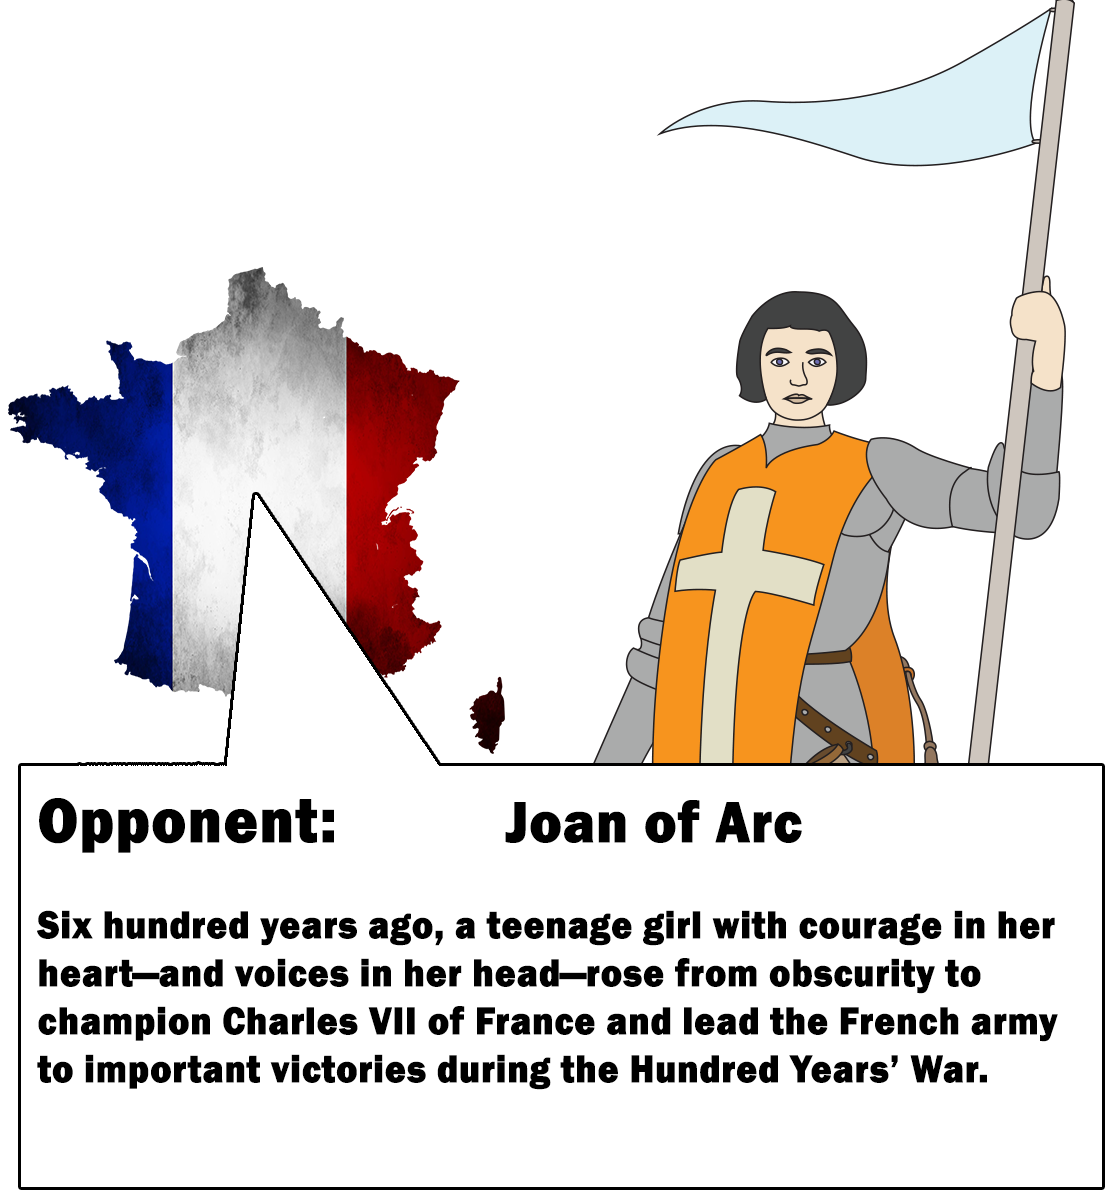 Opponent: Joan of Arc
Six hundred years ago, a teenage girl with courage in her
heart—and voices in her head—rose from obscurity to
champion Charles VII of France and lead the French army
to important victories during the Hundred Years’ War.